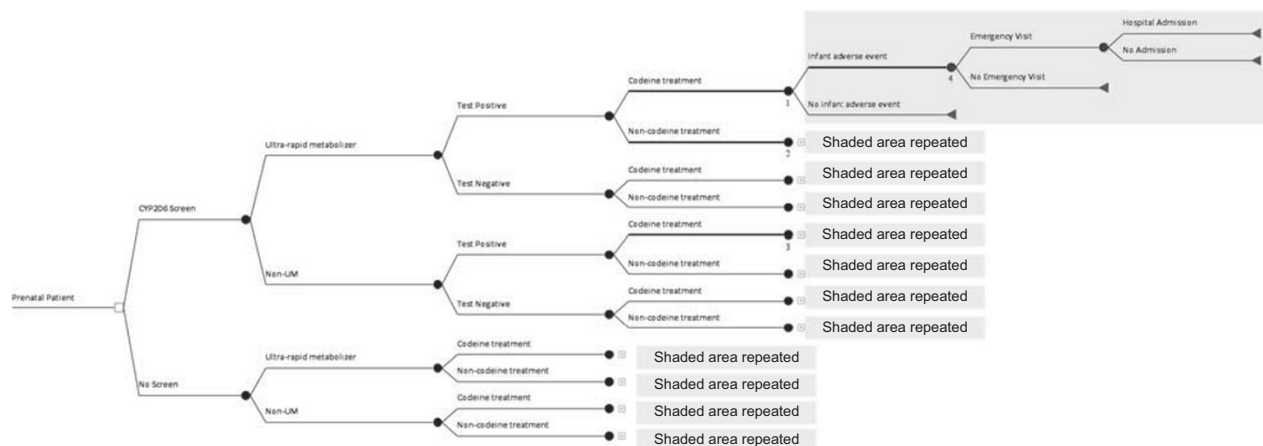 Hospital Admission
Emergency Visit
No Admission
Infant adverse event
No Emergency Visit
4
Codeine treatment
1
No infan: adverse event
Test Positive
Non-codeine treatment
2
Shaded area repeated
Ultra-rapid metabolizer
Codeine treatment
Shaded area repeated
Test Negative
Non-codeine treatment
Shaded area repeated
CYP2D6 Screen
Codeine treatment
3
Shaded area repeated
Test Positive
Non-codeine treatment
Shaded area repeated
Non-UM
Codeine treatment
Shaded area repeated
Test Negative
Non-codeine treatment
Shaded area repeated
Prenatal Patient
Codeine treatment
Shaded area repeated
Ultra-rapid metabolizer
Non-codeine treatment
Shaded area repeated
No Screen
Codeine treatment
Shaded area repeated
Non-UM
Non-codeine treatment
Shaded area repeated